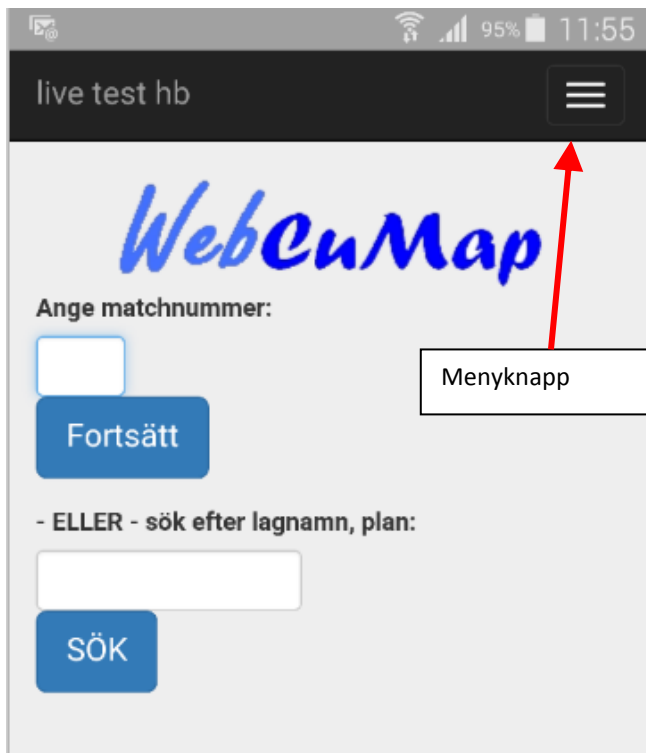 95% 11:55
live test hb
WebCuMap
Ange matchnummer:
Menyknapp
Fortsätt
- ELLER - sök efter lagnamn, plan:
SÖK